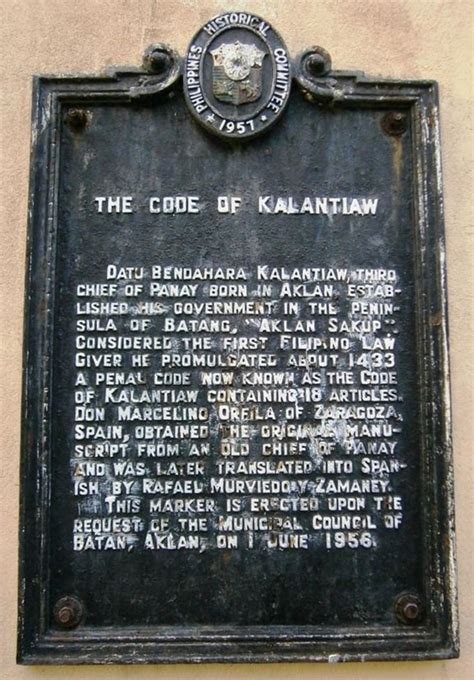 PHILIPPINES HISTORICAL COMMITTEE
1957
THE CODE OF KALANTIAW
DATU BENDAHARA KALANTIAW, THIRD
CHIEF OF PANAY BORN IN AKLAN, ESTAB-
LISHED HIS GOVERNMENT IN THE PENIN-
SULA OF BATANG, "AKLAN SAKUP".
CONSIDERED THE FIRST FILIPINO LAW
GIVER HE PROMULGATED ABOUT 1433
A PENAL CODE NOW KNOWN AS THE CODE
OF KALANTIAW CONTAINING 18 ARTICLES.
DON MARCELINO ORFILA OF ZARAGOZA,
SPAIN, OBTAINED THE ORIGINAL MANU-
SCRIPT FROM AN OLD CHIEF OF PANAY
AND WAS LATER TRANSLATED INTO SPAN-
ISH BY RAFAEL MURVIEDO Y ZAMANEY.
THIS MARKER IS ERECTED UPON THE
REQUEST OF THE MUNICIPAL COUNCIL OF
BATAN, AKLAN, ON 1 JUNE 1956.